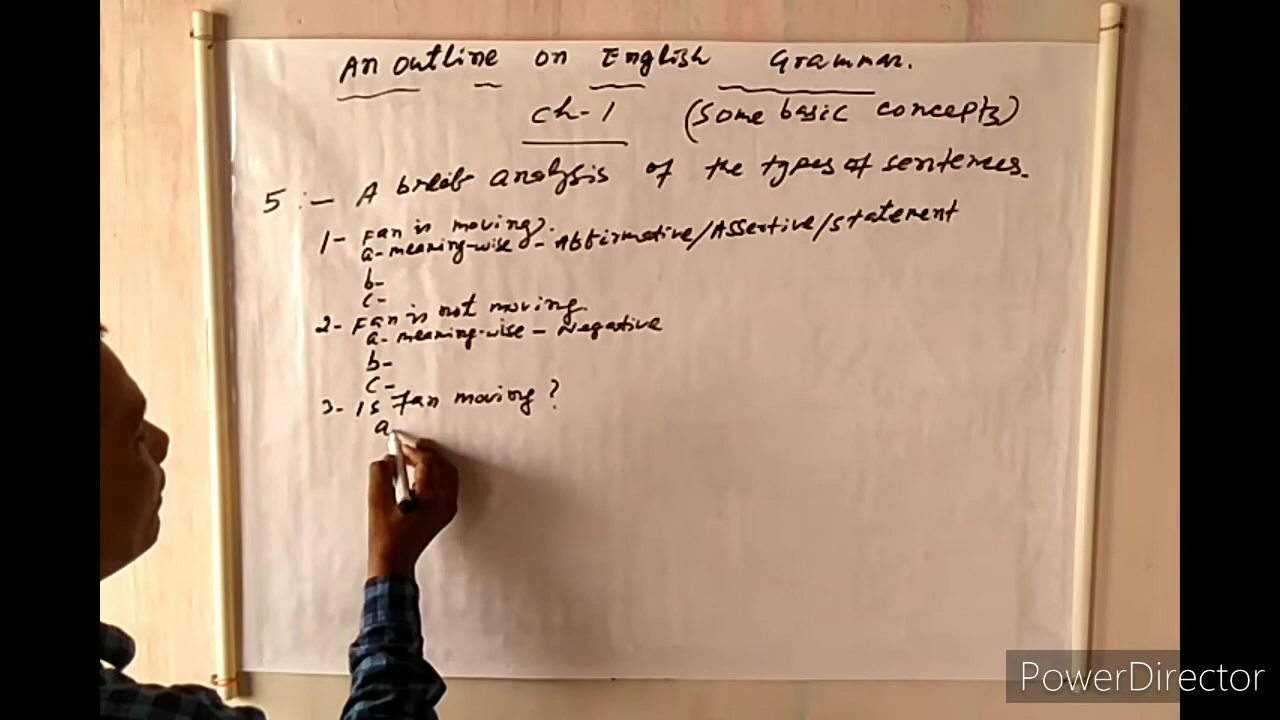 An outline on English Grammar.
Ch-1 (Some basic concepts)
5:- A breif analysis of the types of sentences.
1- Fan is moving.
a- meaning-wise - Affirmative/Assertive/Statement
b-
c-
2- Fan is not moving.
a- meaning-wise - Negative
b-
c-
3- Is Fan moving?
a-
PowerDirector